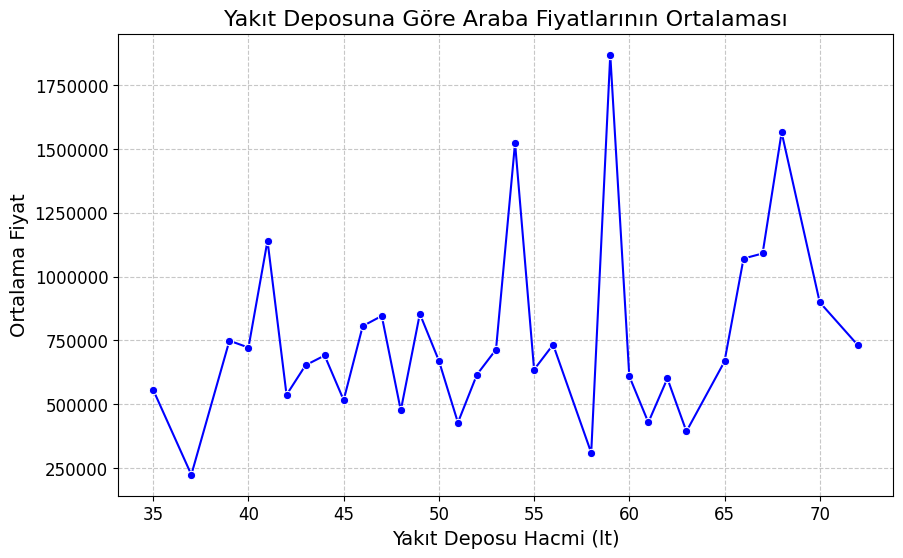 Yakıt Deposuna Göre Araba Fiyatlarının Ortalaması
Ortalama Fiyat
1750000
1500000
1250000
1000000
750000
500000
250000
35 40 45 50 55 60 65 70
Yakıt Deposu Hacmi (lt)